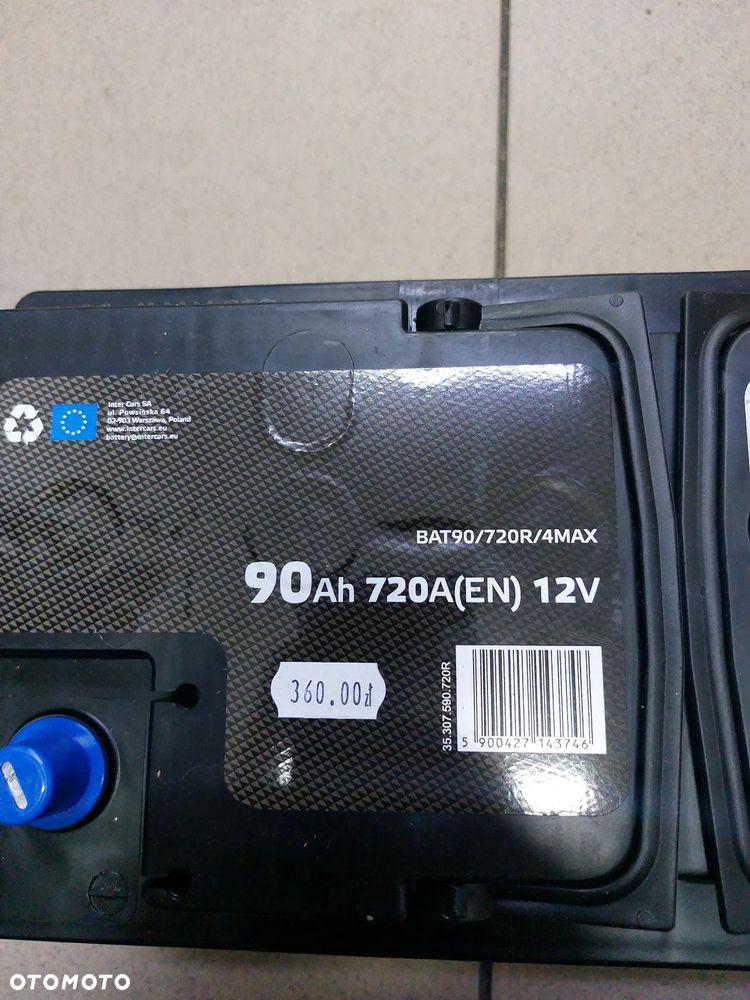 Inter Cars SA
ul. Powsińska 64
02-903 Warszawa, Poland
www.intercars.eu
battery@intercars.eu
BAT90/720R/4MAX
90Ah 720A(EN) 12V
360.00zł
35.307.590.720R
5 900427 143746
OTOMOTO